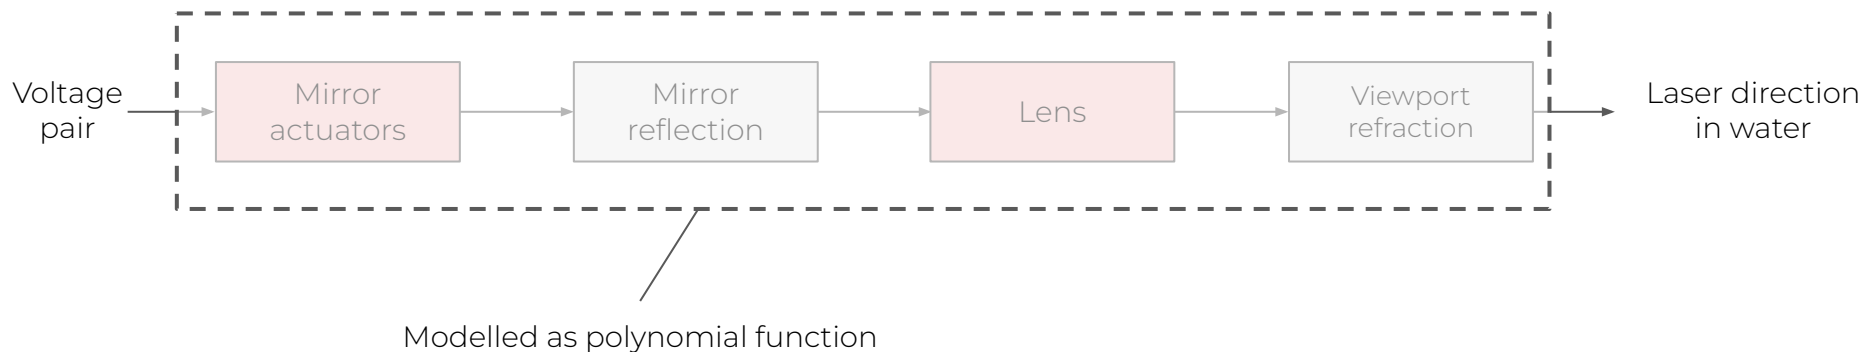 Voltage
pair
Mirror
actuators
Mirror
reflection
Lens
Viewport
refraction
Laser direction
in water
Modelled as polynomial function